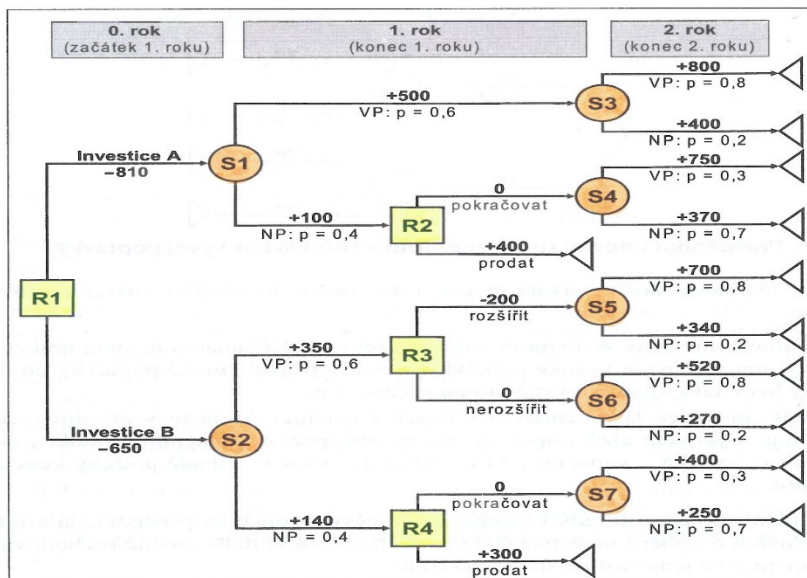 0. rok
(začátek 1. roku)
1. rok
(konec 1. roku)
2. rok
(konec 2. roku)
+800
VP: p = 0,8
+500
VP: p = 0,6
S3
+400
NP: p = 0,2
Investice A
–810
S1
+750
VP: p = 0,3
0
pokračovat
S4
+100
NP: p = 0,4
R2
+370
NP: p = 0,7
+400
prodat
R1
+700
VP: p = 0,8
-200
rozšířit
S5
+350
VP: p = 0,6
R3
+340
NP: p = 0,2
+520
VP: p = 0,8
0
nerozšířit
S6
Investice B
–650
S2
+270
NP: p = 0,2
+400
VP: p = 0,3
0
pokračovat
S7
+140
NP = 0,4
R4
+250
NP: p = 0,7
+300
prodat